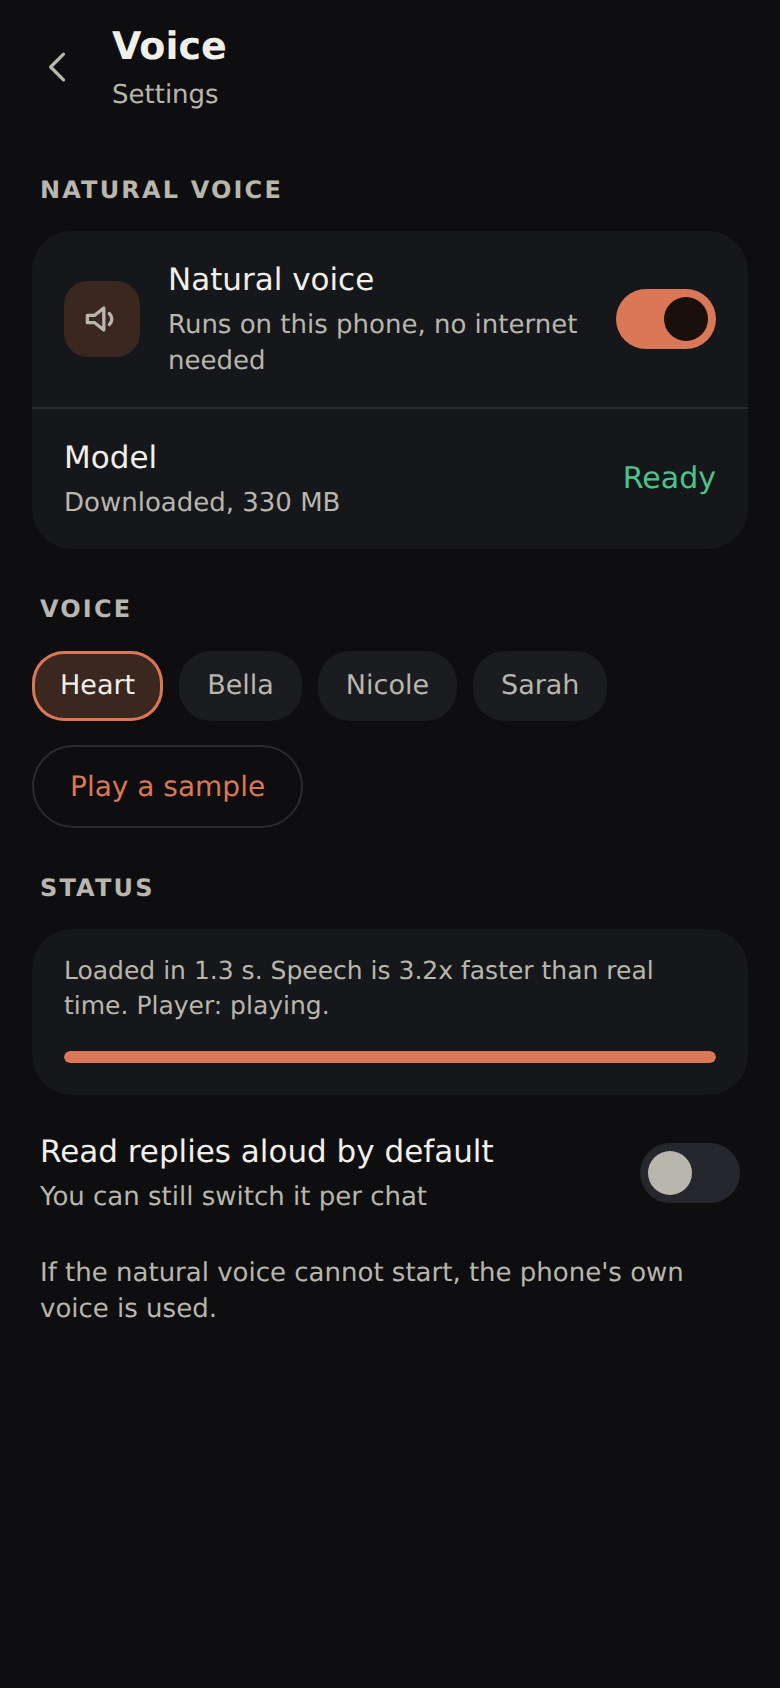 Voice
Settings
NATURAL VOICE
Natural voice
Runs on this phone, no internet
needed
Model
Downloaded, 330 MB
Ready
VOICE
Heart
Bella
Nicole
Sarah
Play a sample
STATUS
Loaded in 1.3 s. Speech is 3.2x faster than real
time. Player: playing.
Read replies aloud by default
You can still switch it per chat
If the natural voice cannot start, the phone's own
voice is used.